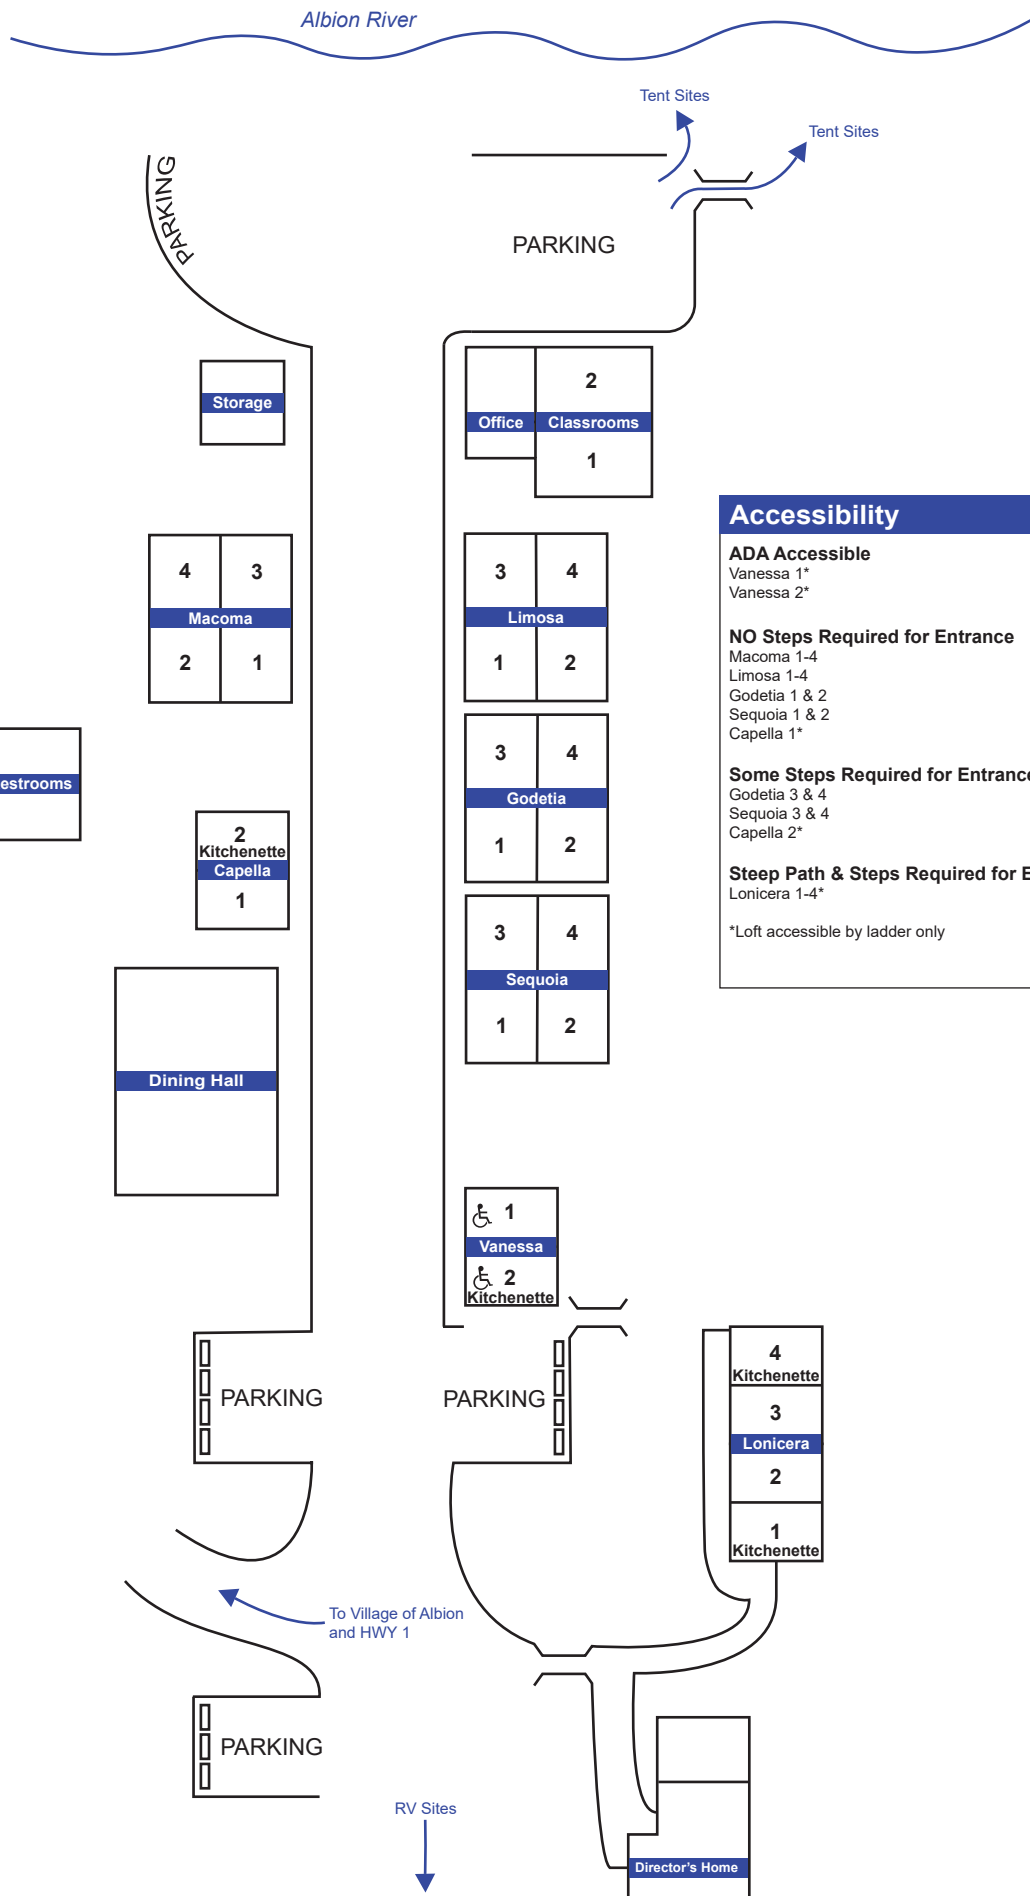 Albion River
Tent Sites
Tent Sites
PARKING
PARKING
Storage
2
Office
Classrooms
1
4
3
Macoma
2
1
3
4
Limosa
1
2
Accessibility
ADA Accessible
Vanessa 1*
Vanessa 2*
NO Steps Required for Entrance
Macoma 1-4
Limosa 1-4
Godetia 1 & 2
Sequoia 1 & 2
Capella 1*
Some Steps Required for Entrance
Godetia 3 & 4
Sequoia 3 & 4
Capella 2*
Steep Path & Steps Required for E
Lonicera 1-4*
*Loft accessible by ladder only
estrooms
3
4
Godetia
1
2
2
Kitchenette
Capella
1
3
4
Sequoia
1
2
Dining Hall
1
Vanessa
2
Kitchenette
PARKING
PARKING
4
Kitchenette
3
Lonicera
2
1
Kitchenette
To Village of Albion
and HWY 1
PARKING
RV Sites
Director's Home